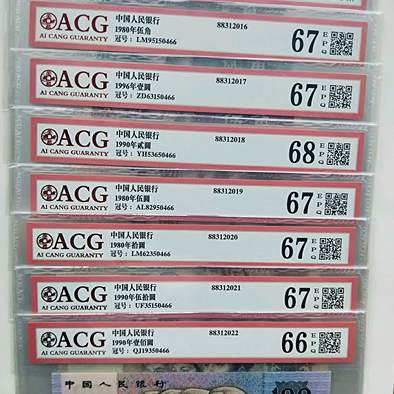 ACG
AI CANG GUARANTY
中国人民银行
1980年伍角
冠号：LM95150466
88312016
67 EPQ
ACG
AI CANG GUARANTY
中国人民银行
1996年壹圆
冠号：ZD63150466
88312017
67 EPQ
ACG
AI CANG GUARANTY
中国人民银行
1990年贰圆
冠号：YH53650466
88312018
68 EPQ
ACG
AI CANG GUARANTY
中国人民银行
1980年伍圆
冠号：AL82950466
88312019
67 EPQ
ACG
AI CANG GUARANTY
中国人民银行
1980年拾圆
冠号：LM62350466
88312020
67 EPQ
ACG
AI CANG GUARANTY
中国人民银行
1990年伍拾圆
冠号：UF35150466
88312021
67 EPQ
ACG
AI CANG GUARANTY
中国人民银行
1990年壹佰圆
冠号：QJ19350466
88312022
66 EPQ
中国人民银行
100